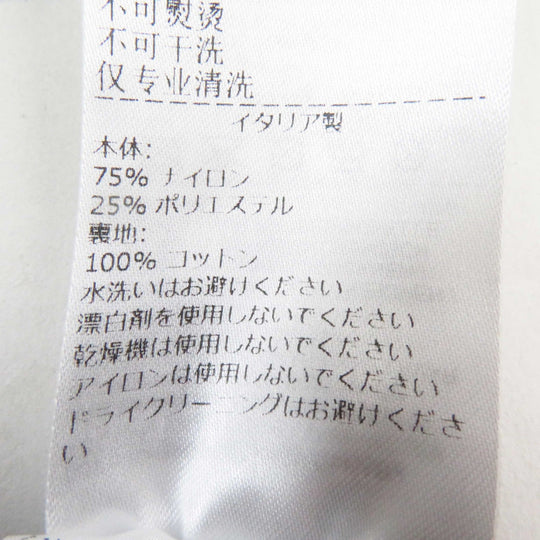 不可熨烫
不可干洗
仅专业清洗
イタリア製
本体:
75% ナイロン
25% ポリエステル
裏地:
100% コットン
水洗いはお避けください
漂白剤を使用しないでください
乾燥機は使用しないでください
アイロンは使用しないでください
ドライクリーニングはお避けくださ
い